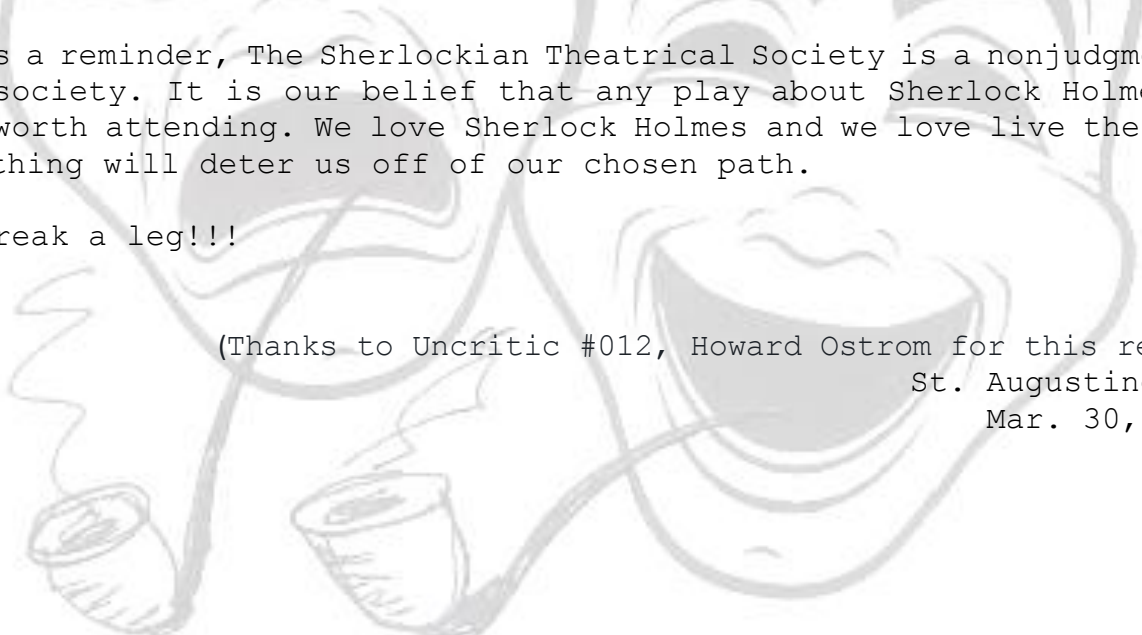 s a reminder, The Sherlockian Theatrical Society is a nonjudgm
society. It is our belief that any play about Sherlock Holm
worth attending. We love Sherlock Holmes and we love live the
thing will deter us off of our chosen path.
reak a leg!!!
(Thanks to Uncritic #012, Howard Ostrom for this re
St. Augustin
Mar. 30,